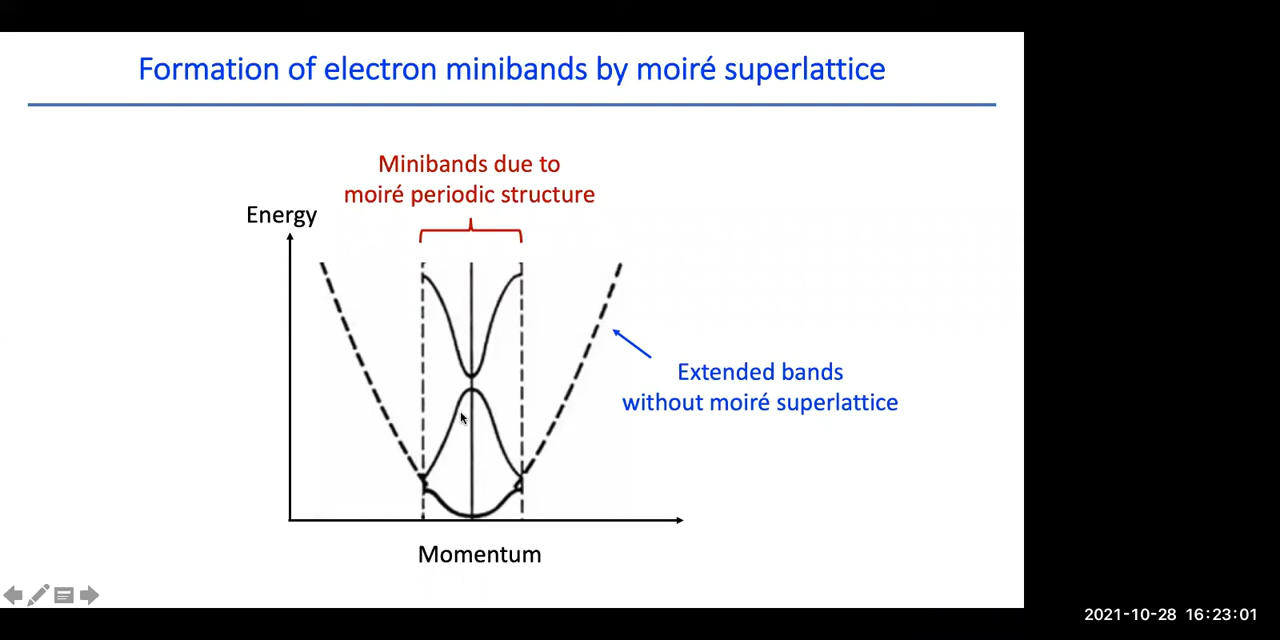 Formation of electron minibands by moiré superlattice
Minibands due to
moiré periodic structure
Energy
Extended bands
without moiré superlattice
Momentum
2021-10-28 16:23:01